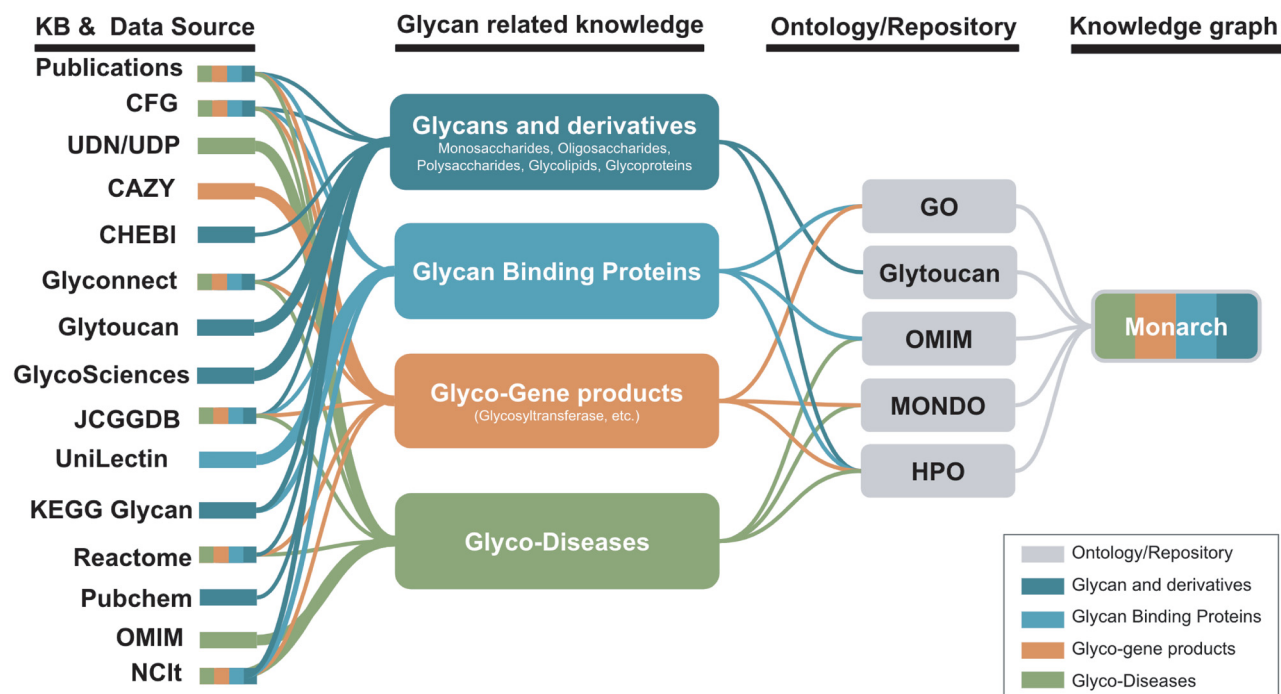 KB & Data Source
Glycan related knowledge
Ontology/Repository
Knowledge graph
Publications
CFG
UDN/UDP
CAZY
CHEBI
Glyconnect
Glytoucan
GlycoSciences
JCGGDB
UniLectin
KEGG Glycan
Reactome
Pubchem
OMIM
NCIt
Glycans and derivatives
Monosaccharides, Oligosaccharides,
Polysaccharides, Glycolipids, Glycoproteins
Glycan Binding Proteins
Glyco-Gene products
(Glycosyltransferase, etc.)
Glyco-Diseases
GO
Glytoucan
OMIM
MONDO
HPO
Monarch
Ontology/Repository
Glycan and derivatives
Glycan Binding Proteins
Glyco-gene products
Glyco-Diseases